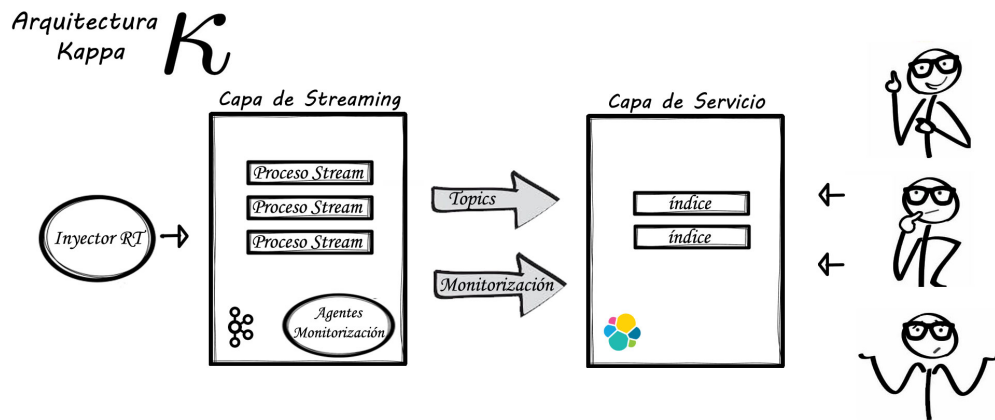 Arquitectura
Kappa
K
Capa de Streaming
Capa de Servicio
Proceso Stream
Proceso Stream
Proceso Stream
Topics
índice
índice
Inyector RT
Monitorización
Agentes
Monitorización